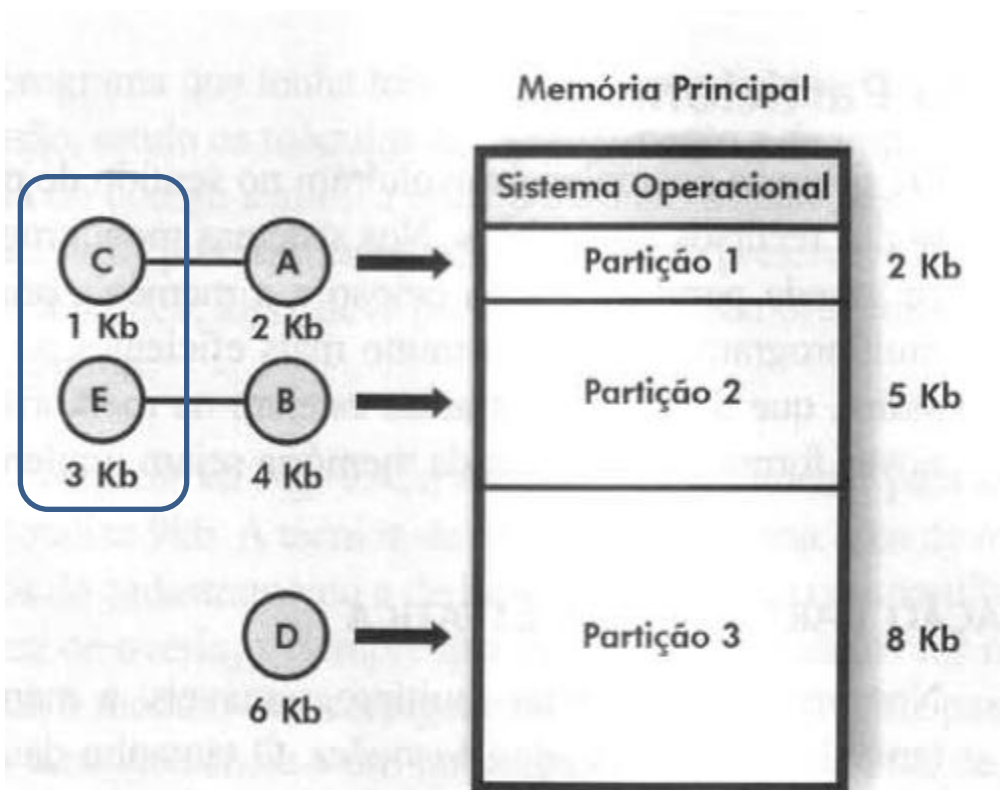 Memória Principal
Sistema Operacional
C
A
Partição 1
2 Kb
1 Kb
2 Kb
E
B
Partição 2
5 Kb
3 Kb
4 Kb
D
Partição 3
8 Kb
6 Kb